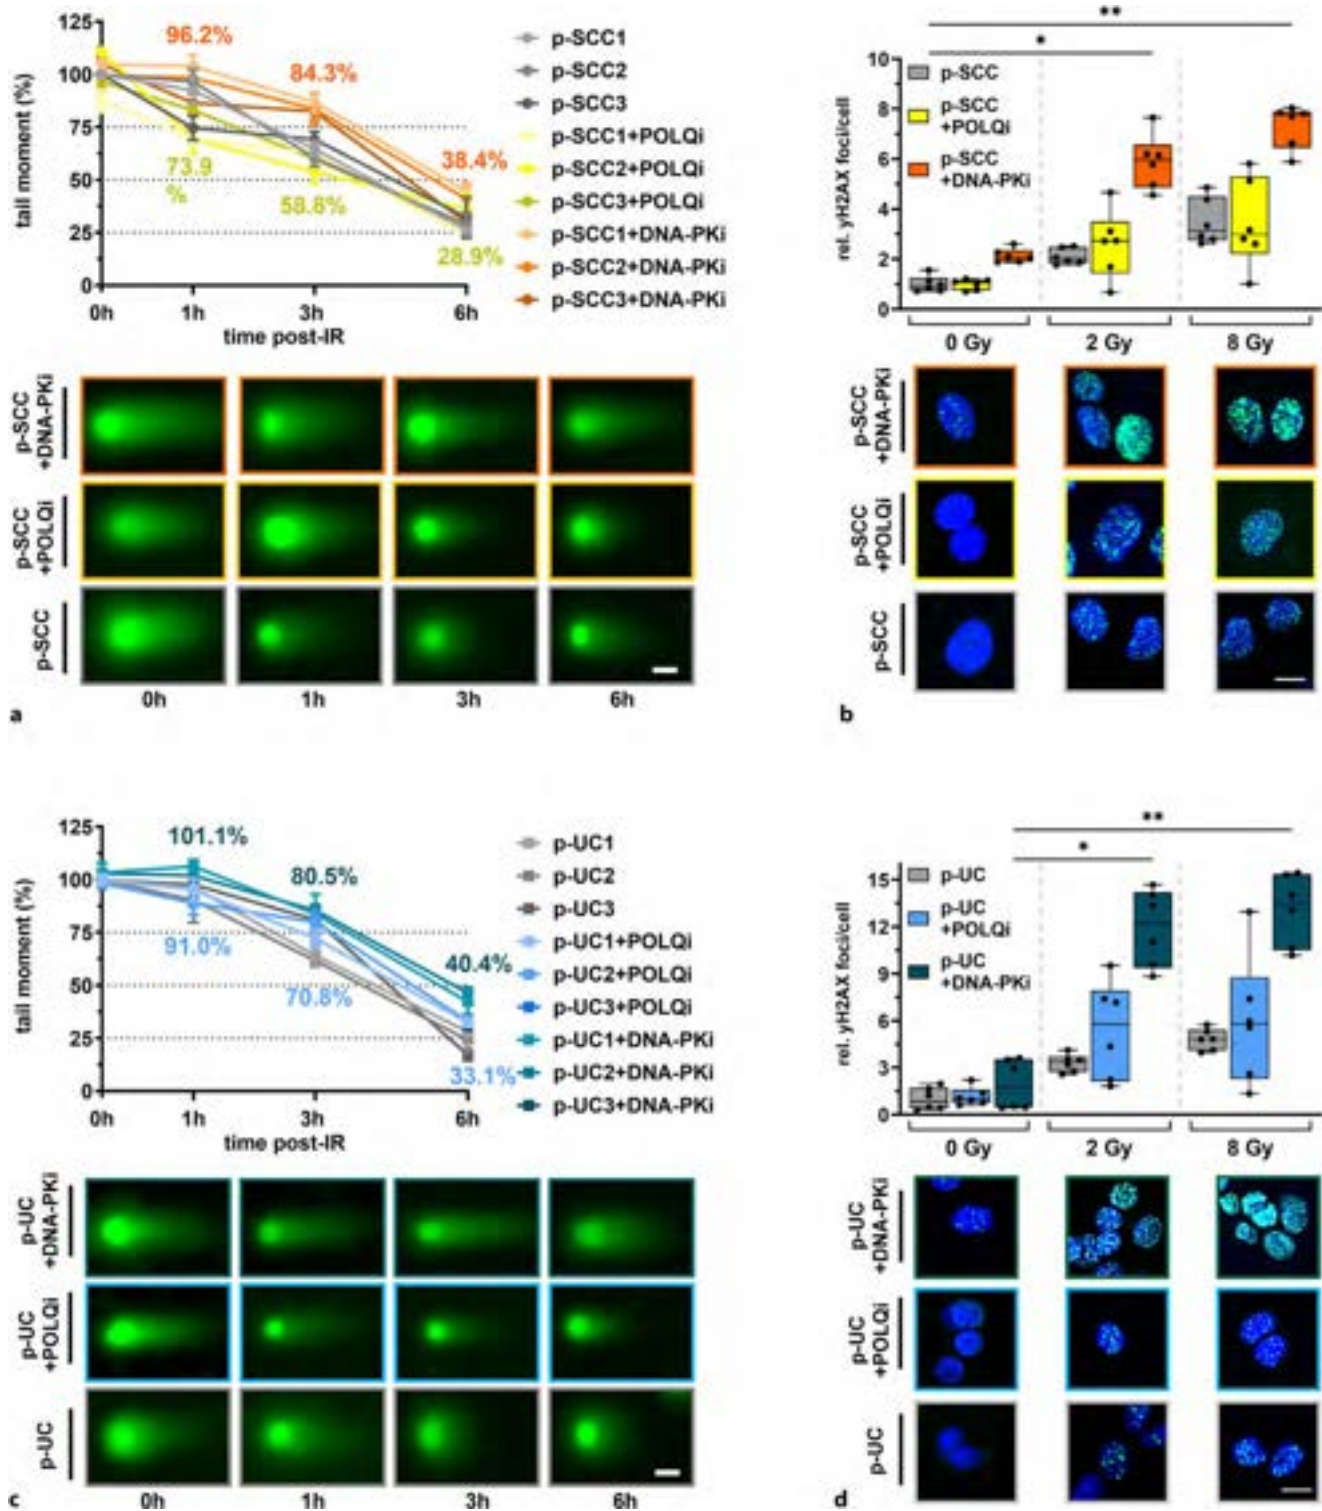 125
100
75
50
25
0
tail moment (%)
96.2%
84.3%
38.4%
73.9
%
58.8%
28.9%
0h 1h 3h 6h
time post-IR
p-SCC1
p-SCC2
p-SCC3
p-SCC1+POLQi
p-SCC2+POLQi
p-SCC3+POLQi
p-SCC1+DNA-PKi
p-SCC2+DNA-PKi
p-SCC3+DNA-PKi
p-SCC
+DNA-PKi
p-SCC
+POLQi
p-SCC
0h 1h 3h 6h
a
**
*
10
8
6
4
2
0
rel. yH2AX foci/cell
p-SCC
p-SCC
+POLQi
p-SCC
+DNA-PKi
0 Gy 2 Gy 8 Gy
p-SCC
+DNA-PKi
p-SCC
+POLQi
p-SCC
b
125
100
75
50
25
0
tail moment (%)
101.1%
80.5%
40.4%
91.0%
70.8%
33.1%
0h 1h 3h 6h
time post-IR
p-UC1
p-UC2
p-UC3
p-UC1+POLQi
p-UC2+POLQi
p-UC3+POLQi
p-UC1+DNA-PKi
p-UC2+DNA-PKi
p-UC3+DNA-PKi
p-UC
+DNA-PKi
p-UC
+POLQi
p-UC
0h 1h 3h 6h
c
**
*
15
12
9
6
3
0
rel. yH2AX foci/cell
p-UC
p-UC
+POLQi
p-UC
+DNA-PKi
0 Gy 2 Gy 8 Gy
p-UC
+DNA-PKi
p-UC
+POLQi
p-UC
d